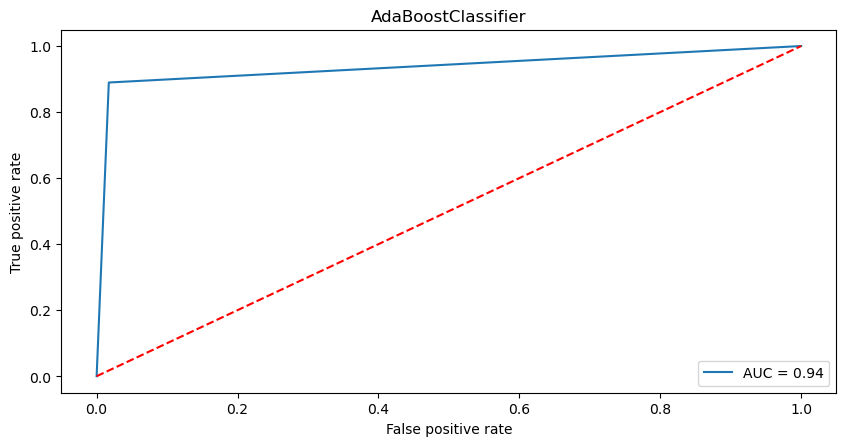 AdaBoostClassifier
1.0
0.8
0.6
0.4
0.2
0.0
True positive rate
AUC = 0.94
0.0 0.2 0.4 0.6 0.8 1.0
False positive rate